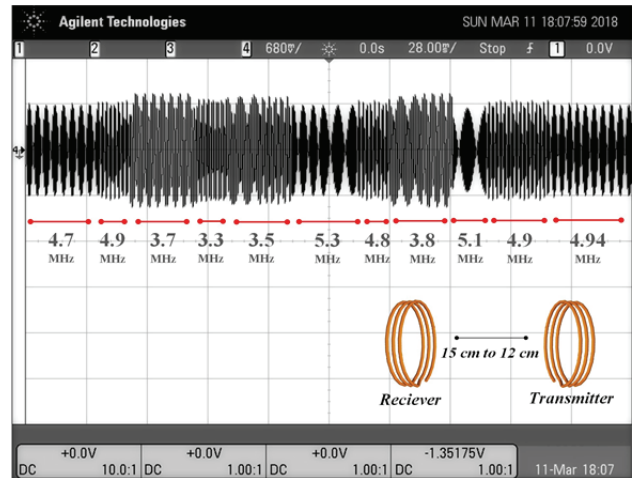 Agilent Technologies SUN MAR 11 18:07:59 2018
1 2 3 4 680m/ 0.0s 28.00m/ Stop 1 0.0V
4.7 4.9 3.7 3.3 3.5 5.3 4.8 3.8 5.1 4.9 4.94
MHz MHz MHz MHz MHz MHz MHz MHz MHz MHz MHz
15 cm to 12 cm
Reciever Transmitter
+0.0V +0.0V +0.0V -1.35175V
DC 10.0:1 DC 1.00:1 DC 1.00:1 DC 1.00:1 11-Mar 18:07